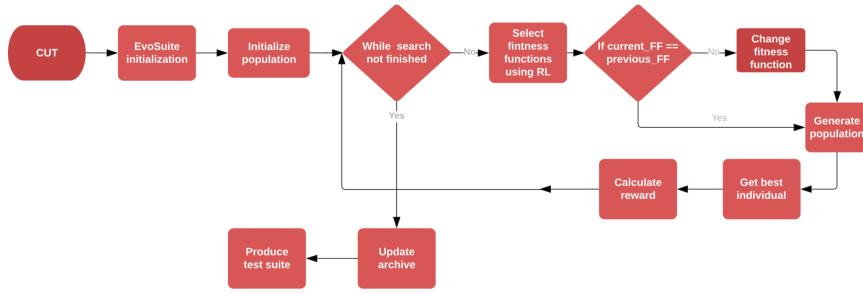 CUT
EvoSuite
initialization
Initialize
population
While search
not finished
No
Select
fintness
functions
using RL
If current_FF ==
previous_FF
No
Change
fitness
function
Yes
Generate
population
Yes
Calculate
reward
Get best
individual
Produce
test suite
Update
archive